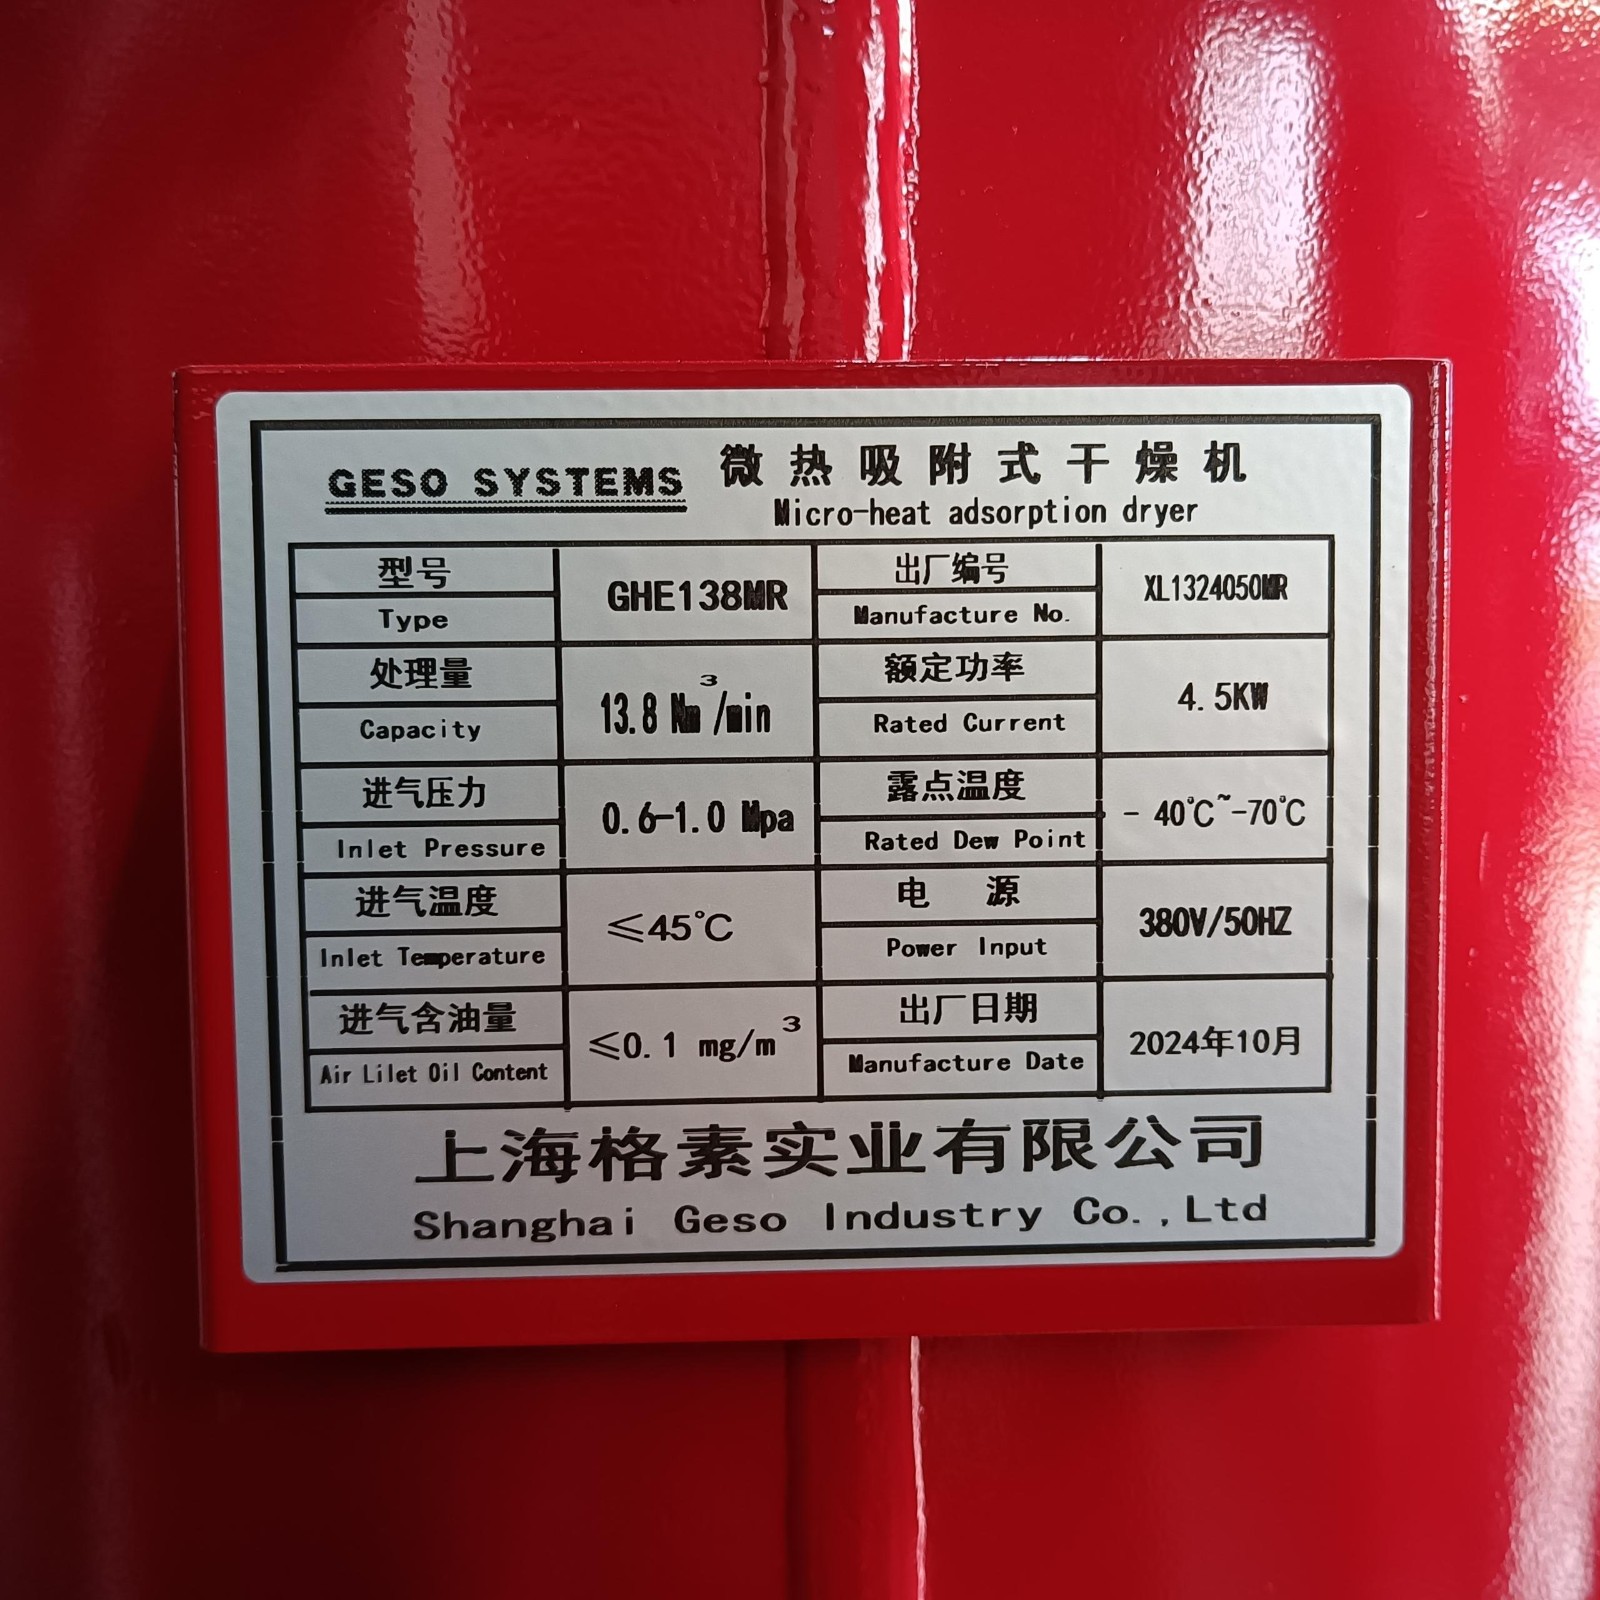 GESO SYSTEMS
微热吸附式干燥机
Micro-heat adsorption dryer
型号
Type
GHE138MR
出厂编号
Manufacture No.
XL1324050MR
处理量
Capacity
13.8 Nm³/min
额定功率
Rated Current
4.5KW
进气压力
Inlet Pressure
0.6-1.0 Mpa
露点温度
Rated Dew Point
- 40℃~-70℃
进气温度
Inlet Temperature
≤45℃
电 源
Power Input
380V/50HZ
进气含油量
Air Lilet Oil Content
≤0.1 mg/m³
出厂日期
Manufacture Date
2024年10月
上海格素实业有限公司
Shanghai Geso Industry Co.,Ltd